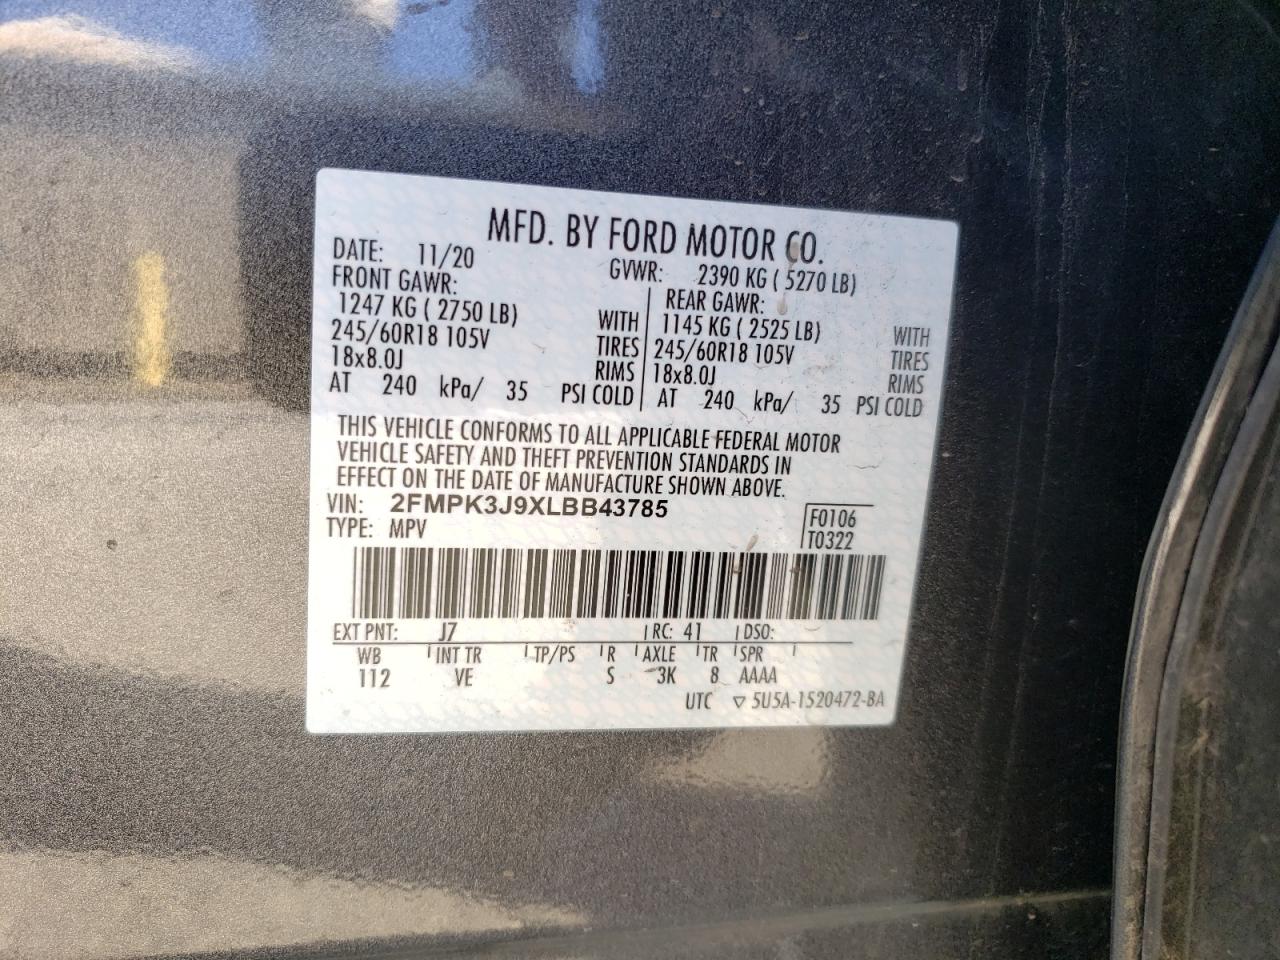 MFD. BY FORD MOTOR CO.
DATE: 11/20 GVWR: 2390 KG ( 5270 LB)
FRONT GAWR: REAR GAWR:
1247 KG ( 2750 LB) WITH 1145 KG ( 2525 LB) WITH
245/60R18 105V TIRES 245/60R18 105V TIRES
18x8.0J RIMS 18x8.0J RIMS
AT 240 kPa/ 35 PSI COLD AT 240 kPa/ 35 PSI COLD
THIS VEHICLE CONFORMS TO ALL APPLICABLE FEDERAL MOTOR
VEHICLE SAFETY AND THEFT PREVENTION STANDARDS IN
EFFECT ON THE DATE OF MANUFACTURE SHOWN ABOVE.
VIN: 2FMPK3J9XLBB43785 F0106
TYPE: MPV T0322
EXT PNT: J7 RC: 41 DSO:
WB INT TR TP/PS R AXLE TR SPR
112 VE S 3K 8 AAAA
UTC ▽ 5U5A-1520472-BA